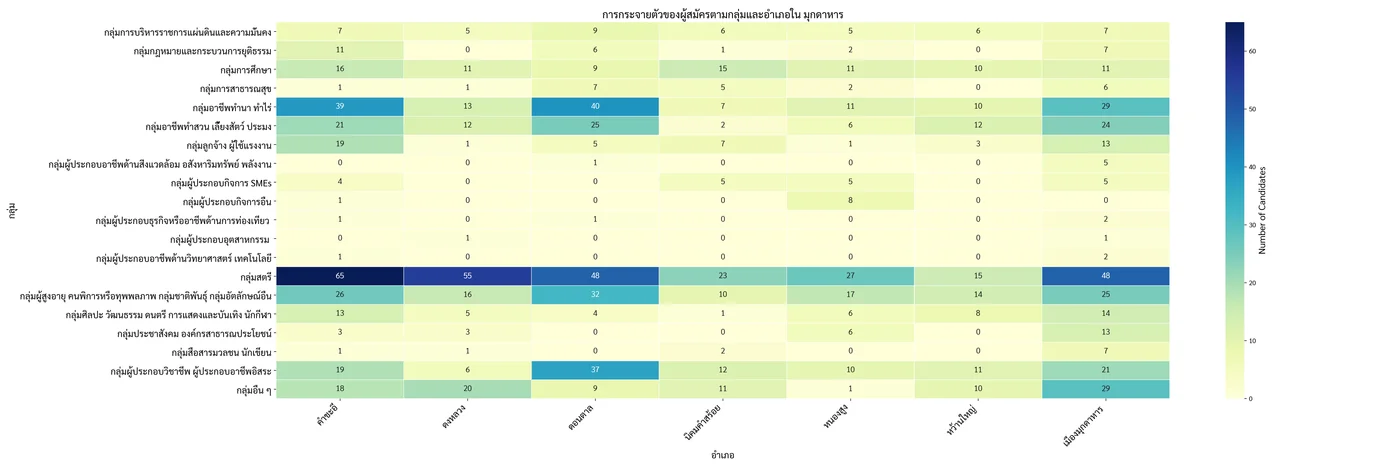 การกระจายตัวของผู้สมัครตามกลุ่มและอำเภอใน มุกดาหาร
กลุ่มการบริหารราชการแผ่นดินและความมั่นคง 7 5 9 6 5 6 7
กลุ่มกฎหมายและกระบวนการยุติธรรม 11 0 6 1 2 0 7
กลุ่มการศึกษา 16 11 9 15 11 10 11
กลุ่มการสาธารณสุข 1 1 7 5 2 0 6
กลุ่มอาชีพทำนา ทำไร่ 39 13 40 7 11 10 29
กลุ่มอาชีพทำสวน เลี้ยงสัตว์ ประมง 21 12 25 2 6 12 24
กลุ่มลูกจ้าง ผู้ใช้แรงงาน 19 1 5 7 1 3 13
กลุ่มผู้ประกอบอาชีพด้านสิ่งแวดล้อม อสังหาริมทรัพย์ พลังงาน 0 0 1 0 0 0 5
กลุ่มผู้ประกอบกิจการ SMEs 4 0 0 5 5 0 5
กลุ่มผู้ประกอบกิจการอื่น 1 0 0 0 8 0 0
กลุ่มผู้ประกอบธุรกิจหรืออาชีพด้านการท่องเที่ยว 1 0 1 0 0 0 2
กลุ่มผู้ประกอบอุตสาหกรรม 0 1 0 0 0 0 1
กลุ่มผู้ประกอบอาชีพด้านวิทยาศาสตร์ เทคโนโลยี 1 0 0 0 0 0 2
กลุ่มสตรี 65 55 48 23 27 15 48
กลุ่มผู้สูงอายุ คนพิการหรือทุพพลภาพ กลุ่มชาติพันธุ์ กลุ่มอัตลักษณ์อื่น 26 16 32 10 17 14 25
กลุ่มศิลปะ วัฒนธรรม ดนตรี การแสดงและบันเทิง นักกีฬา 13 5 4 1 6 8 14
กลุ่มประชาสังคม องค์กรสาธารณประโยชน์ 3 3 0 0 6 0 13
กลุ่มสื่อสารมวลชน นักเขียน 1 1 0 2 0 0 7
กลุ่มผู้ประกอบวิชาชีพ ผู้ประกอบอาชีพอิสระ 19 6 37 12 10 11 21
กลุ่มอื่น ๆ 18 20 9 11 1 10 29
คำชะอี ดงหลวง ดอนตาล นิคมคำสร้อย หนองสูง หว้านใหญ่ เมืองมุกดาหาร
อำเภอ
กลุ่ม
60
50
40
30
20
10
0
Number of Candidates